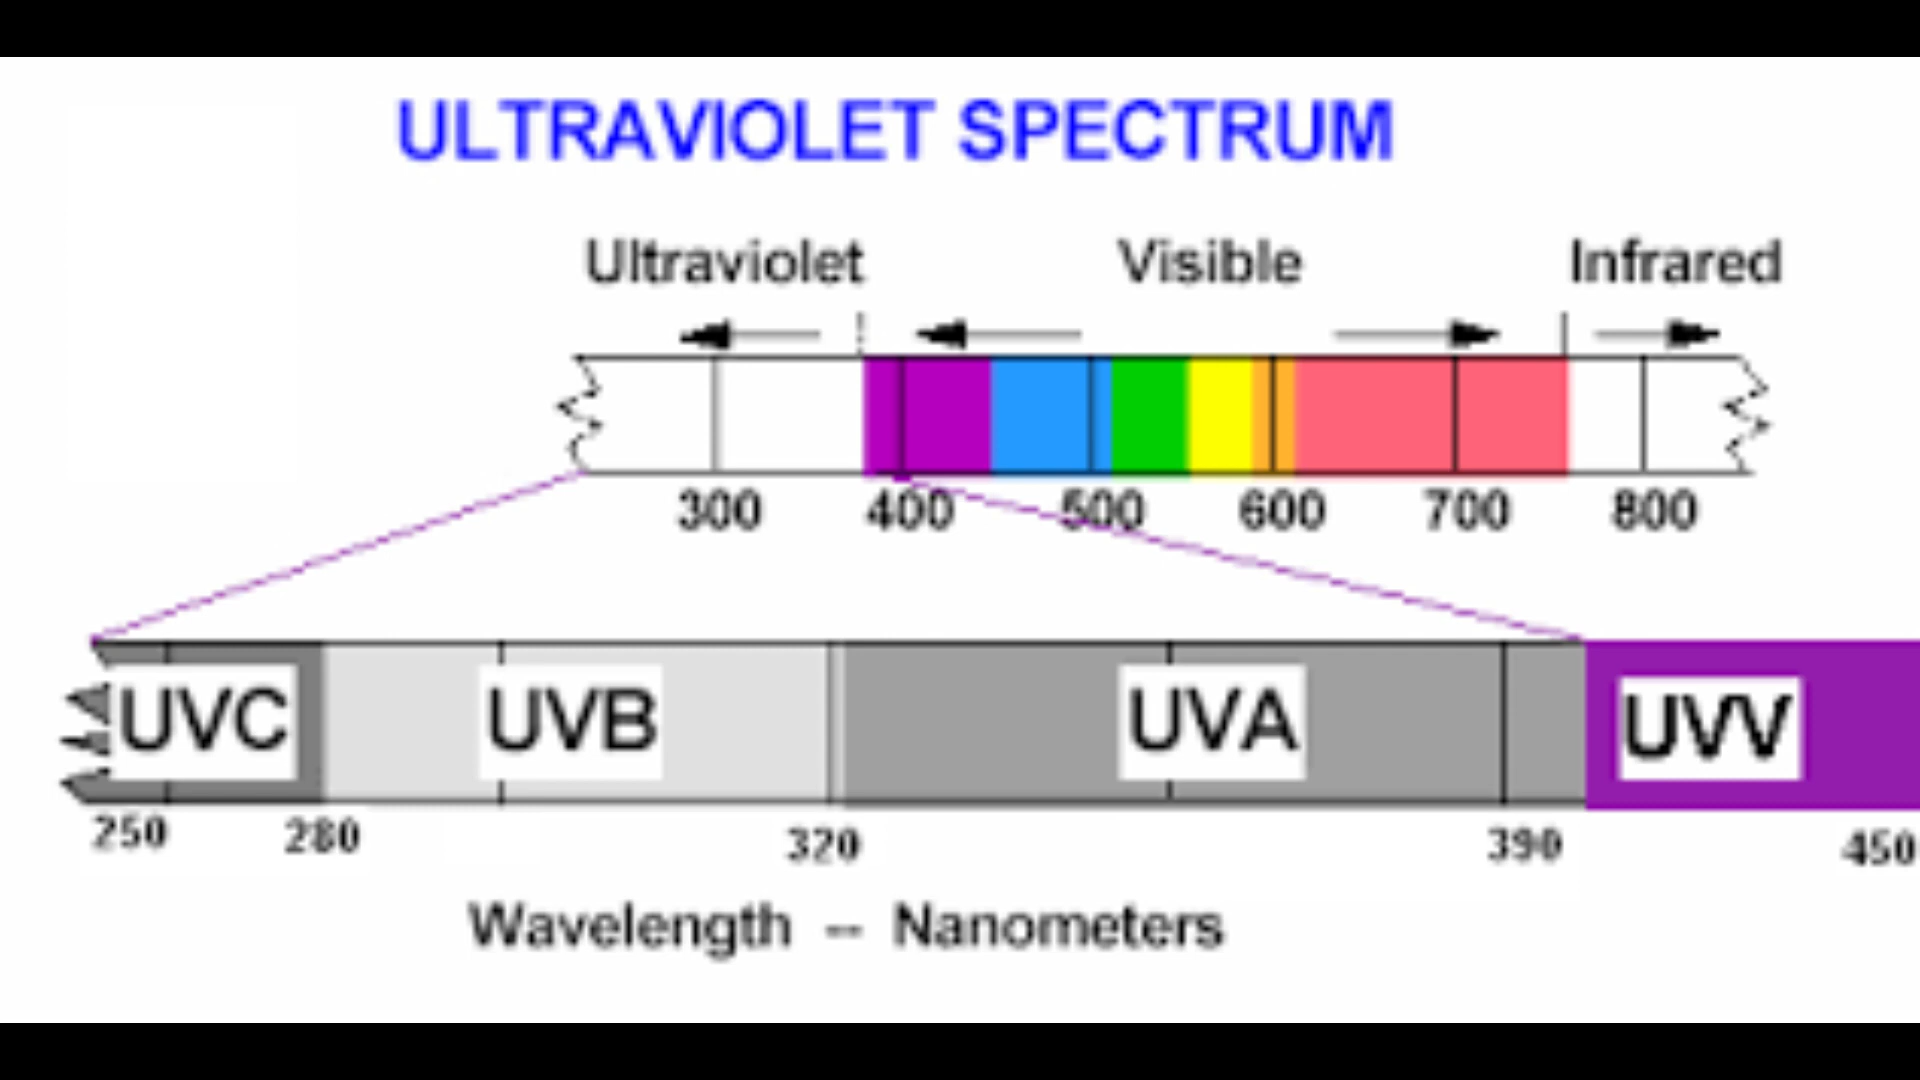 ULTRAVIOLET SPECTRUM
Ultraviolet Visible Infrared
300 400 500 600 700 800
UVC UVB UVA UVV
250 280 320 390 450
Wavelength -- Nanometers